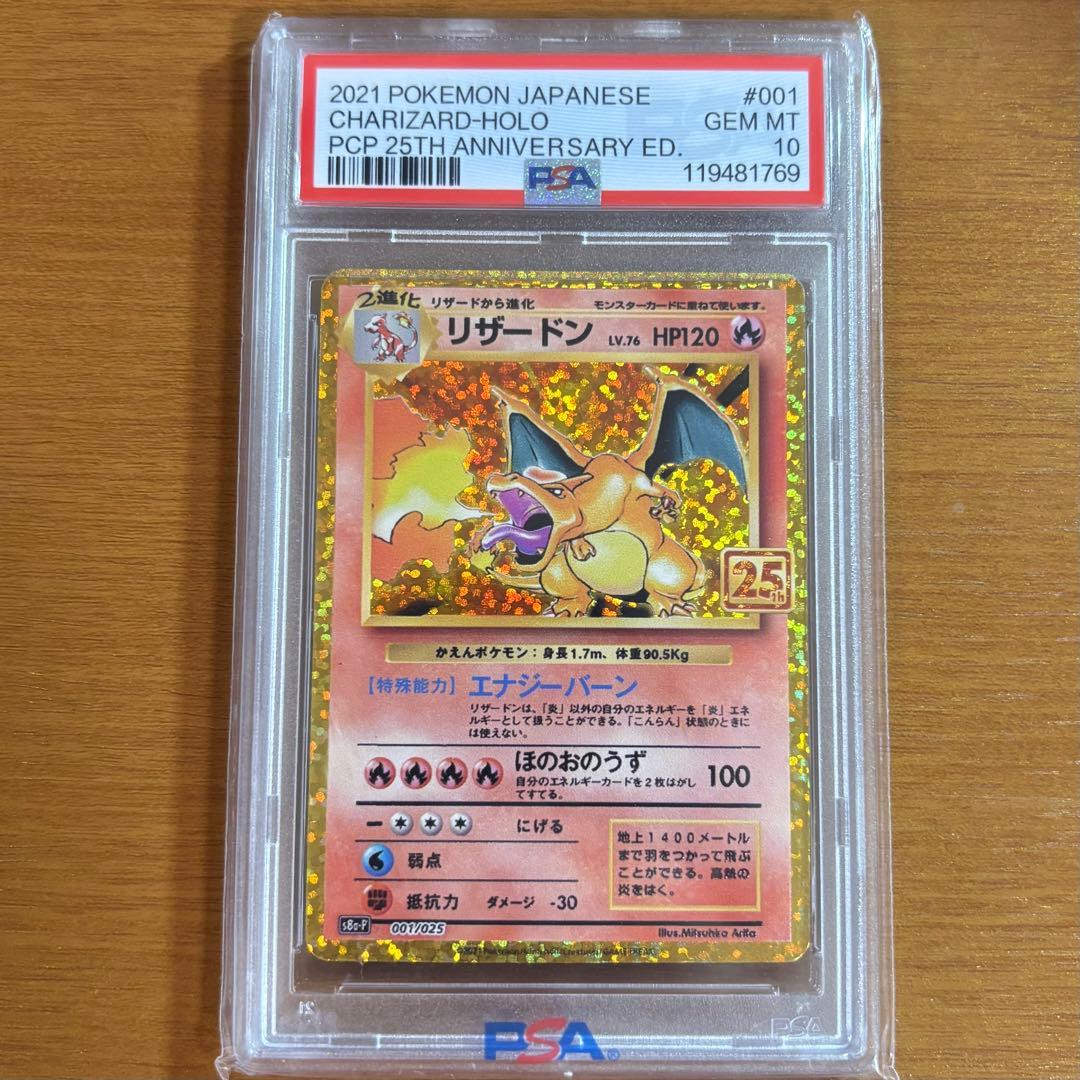 2021 POKEMON JAPANESE #001
CHARIZARD-HOLO GEM MT
PCP 25TH ANNIVERSARY ED. 10
PSA 119481769
2進化 リザードから進化 モンスターカードに重ねて使います。
リザードン LV.76 HP120
25th
かえんポケモン：身長1.7m、体重90.5Kg
【特殊能力】エナジーバーン
リザードンは、「炎」以外の自分のエネルギーを「炎」エネ
ルギーとして扱うことができる。「こんらん」状態のときに
は使えない。
ほのおのうず 100
自分のエネルギーカードを2枚はがし
てすてる。
ー にげる
弱点
抵抗力 ダメージ -30
地上1400メートル
まで羽をつかって飛ぶ
ことができる。高熱の
炎をはく。
s8a-P 001/025
Illus.Mitsuhiro Arita
PSA
PSA